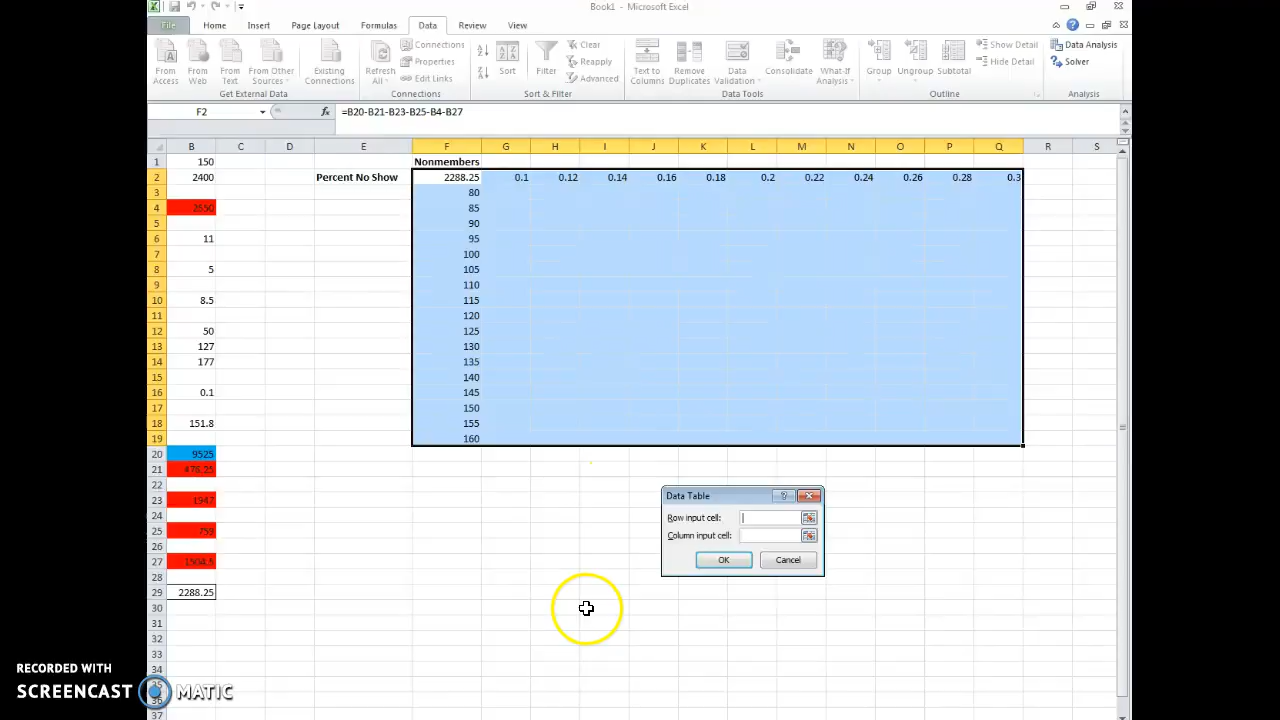 Book1 - Microsoft Excel
File Home Insert Page Layout Formulas Data Review View
From Access
From Web
From Text
From Other Sources
Existing Connections
Refresh All
Connections
Properties
Edit Links
Sort
Filter
Clear
Reapply
Advanced
Text to Columns
Remove Duplicates
Data Validation
Consolidate
What-If Analysis
Group
Ungroup
Subtotal
Show Detail
Hide Detail
Data Analysis
Solver
Get External Data Connections Sort & Filter Data Tools Outline Analysis
F2 fx =B20-B21-B23-B25-B4-B27
B C D E F G H I J K L M N O P Q R S
1 150 Nonmembers
2 2400 Percent No Show 2288.25 0.1 0.12 0.14 0.16 0.18 0.2 0.22 0.24 0.26 0.28 0.3
3 80
4 2550 85
5 90
6 11 95
7 100
8 5 105
9 110
10 8.5 115
11 120
12 50 125
13 127 130
14 177 135
15 140
16 0.1 145
17 150
18 151.8 155
19 160
20 9525
21 478.25
22
23 1947
24
25 759
26
27 1504.5
28
29 2288.25
30
31
32
33
34
35
36
37
Data Table
Row input cell:
Column input cell:
OK Cancel
RECORDED WITH
SCREENCAST MATIC